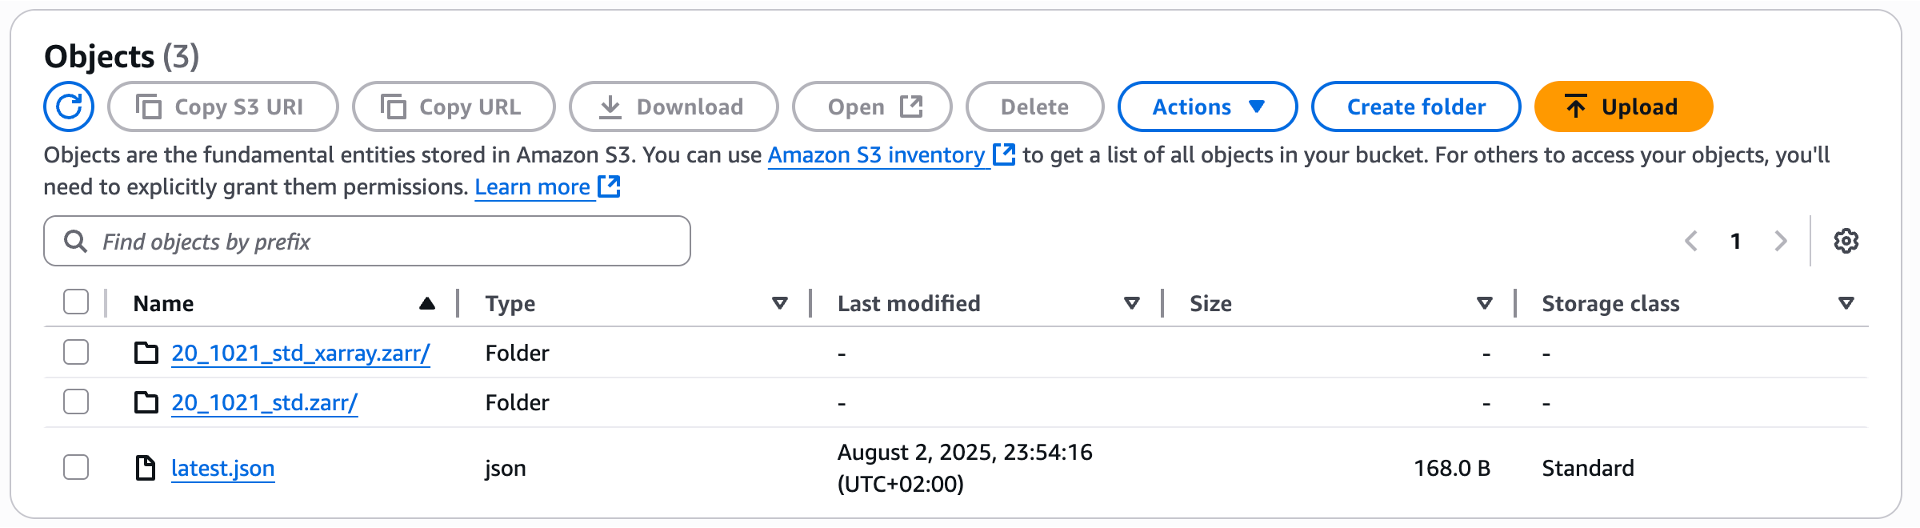 Objects (3)
Copy S3 URI Copy URL Download Open Delete Actions Create folder Upload
Objects are the fundamental entities stored in Amazon S3. You can use Amazon S3 inventory to get a list of all objects in your bucket. For others to access your objects, you'll
need to explicitly grant them permissions. Learn more
Find objects by prefix 1
Name Type Last modified Size Storage class
20_1021_std_xarray.zarr/ Folder - - -
20_1021_std.zarr/ Folder - - -
latest.json json August 2, 2025, 23:54:16 168.0 B Standard
(UTC+02:00)